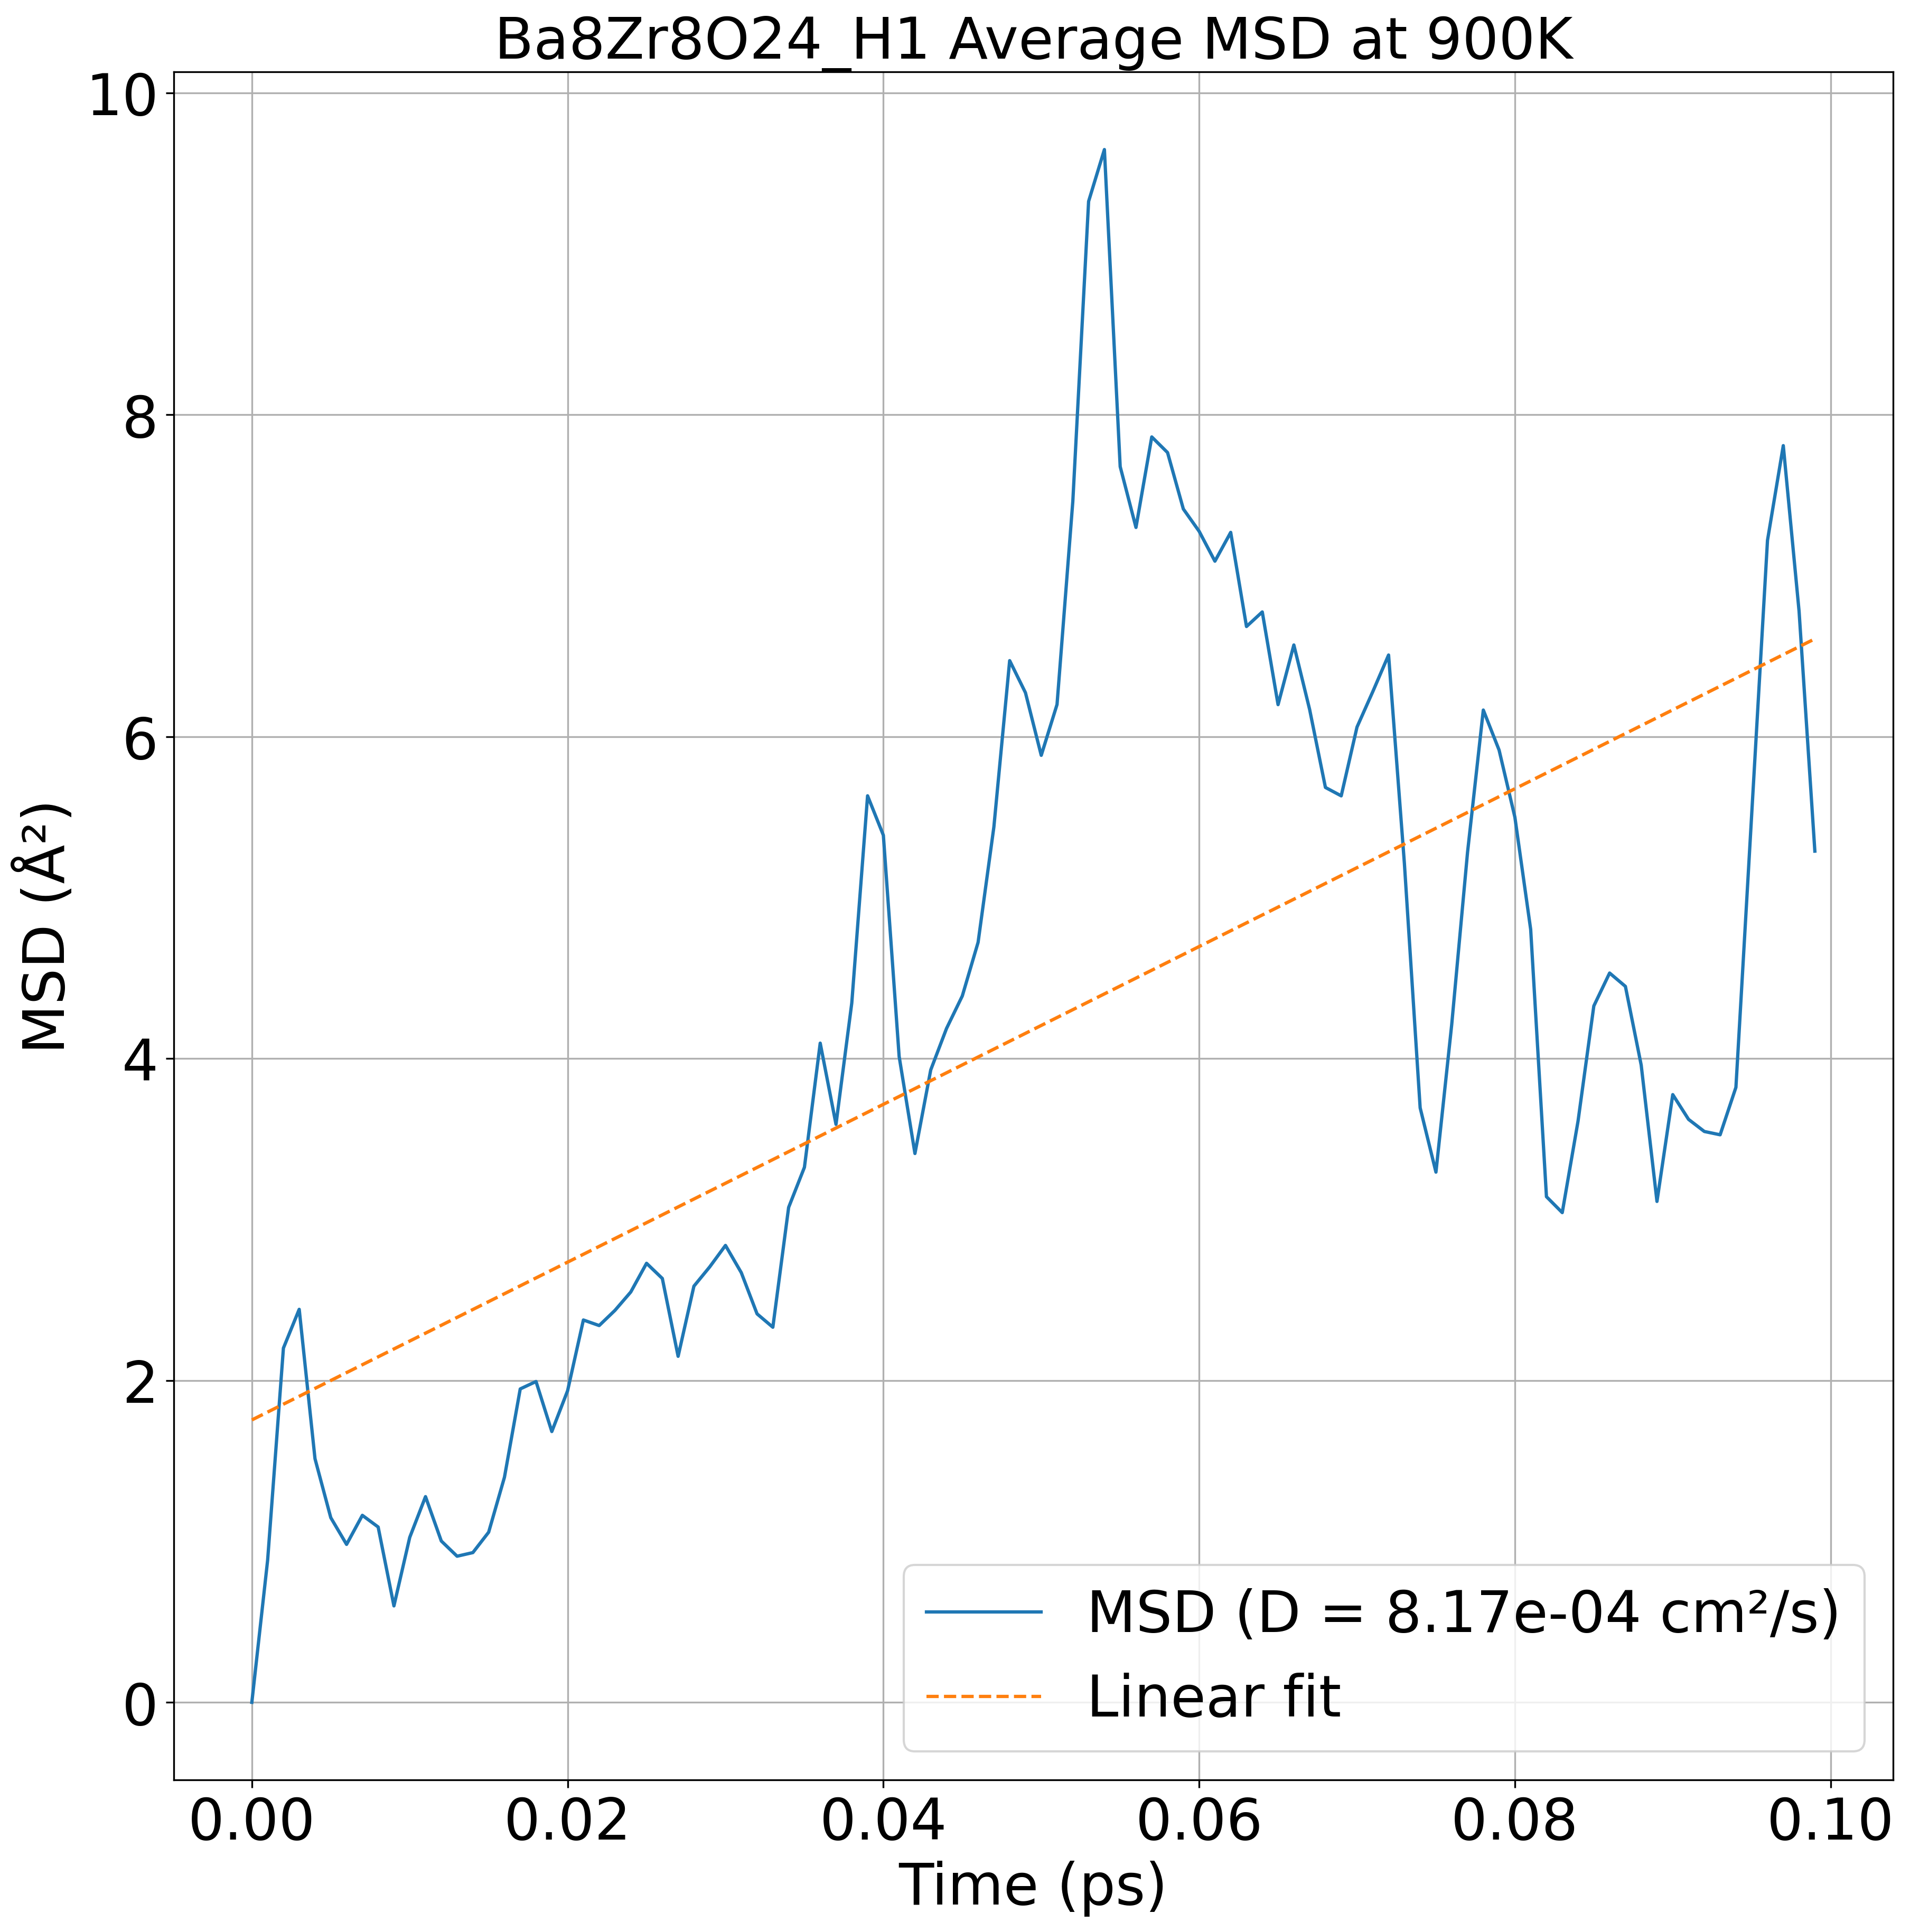 Ba8Zr8O24_H1 Average MSD at 900K
10
8
6
4
2
0
MSD (Å²)
MSD (D = 8.17e-04 cm²/s)
Linear fit
0.00 0.02 0.04 0.06 0.08 0.10
Time (ps)